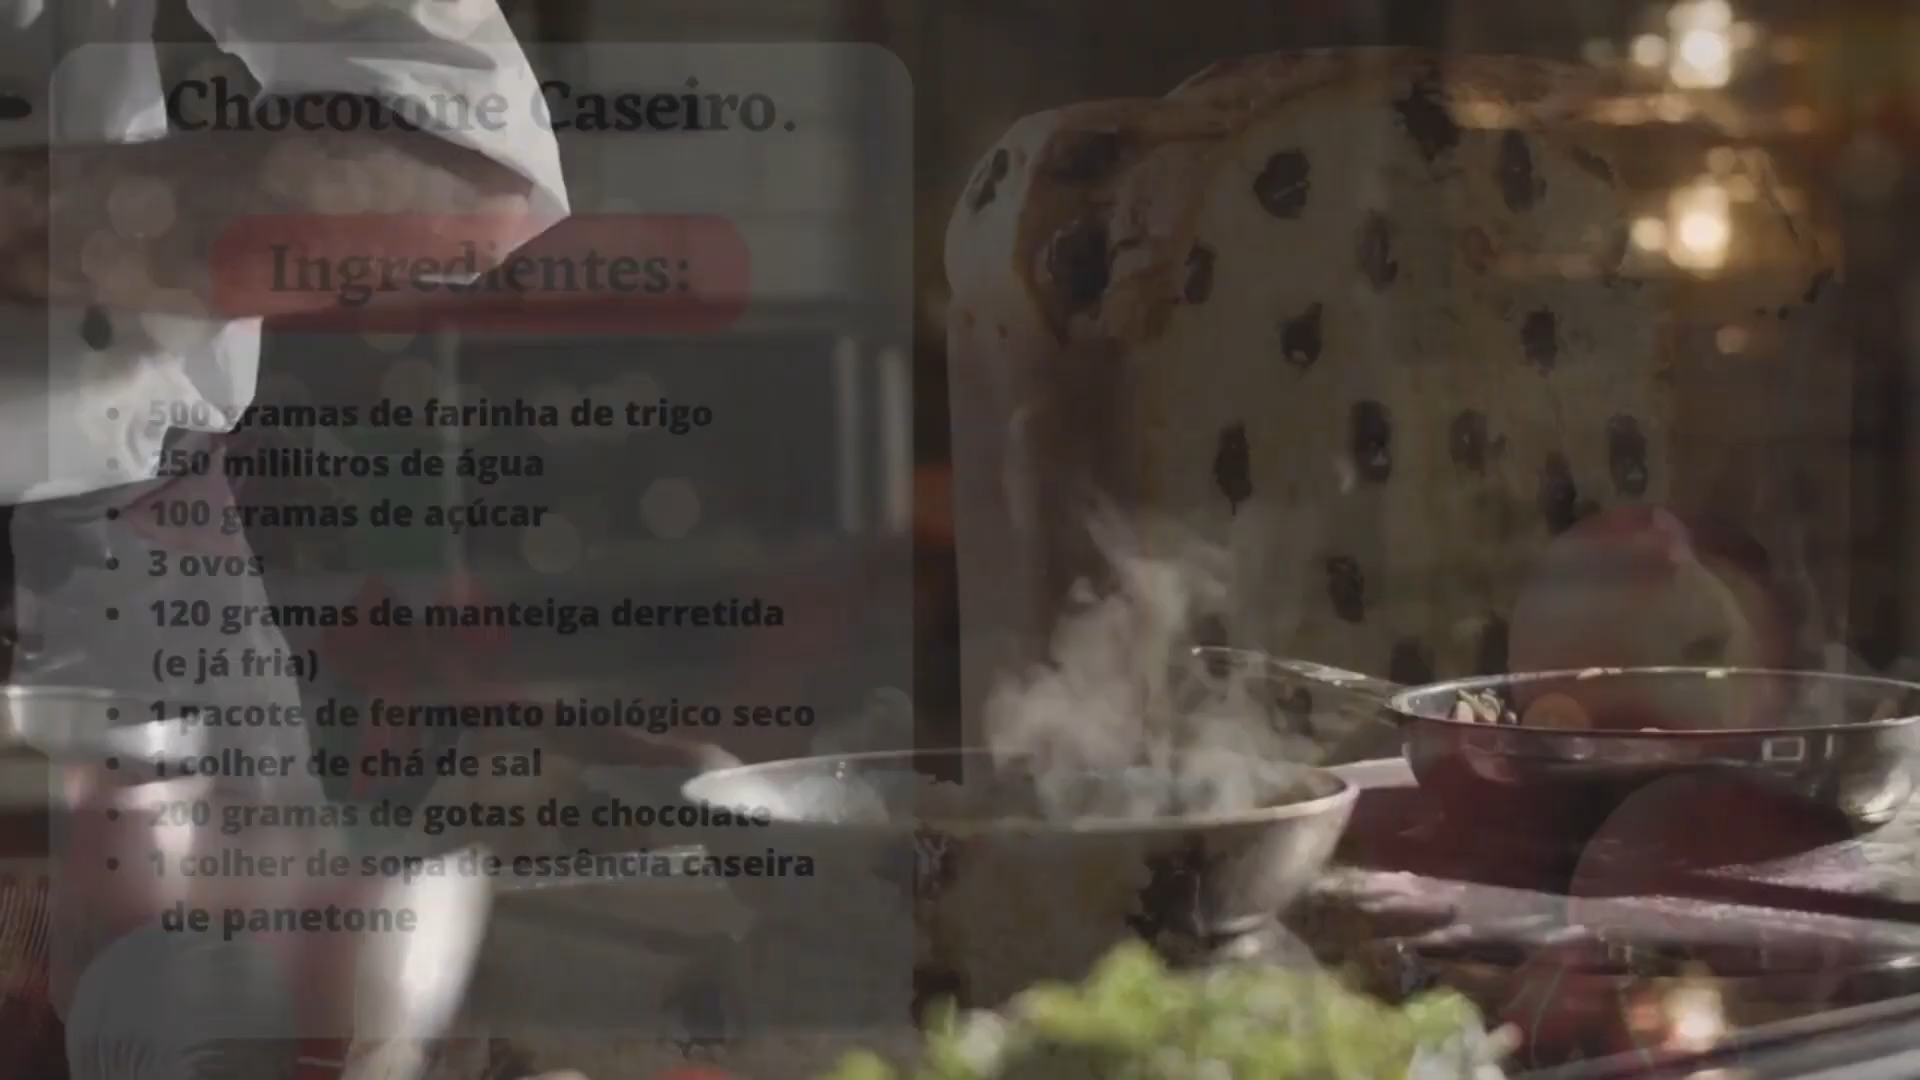 Chocotone Caseiro.
Ingredientes:
• 500 gramas de farinha de trigo
• 250 mililitros de água
• 100 gramas de açúcar
• 3 ovos
• 120 gramas de manteiga derretida
(e já fria)
• 1 pacote de fermento biológico seco
• 1 colher de chá de sal
• 200 gramas de gotas de chocolate
• 1 colher de sopa de essência caseira
de panetone